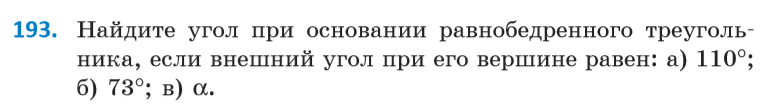 193. Найдите угол при основании равнобедренного треуголь-
ника, если внешний угол при его вершине равен: а) 110°;
б) 73°; в) α.